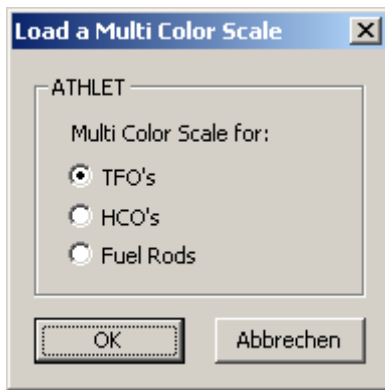 Load a Multi Color Scale
ATHLET
Multi Color Scale for:
TFO's
HCO's
Fuel Rods
OK Abbrechen